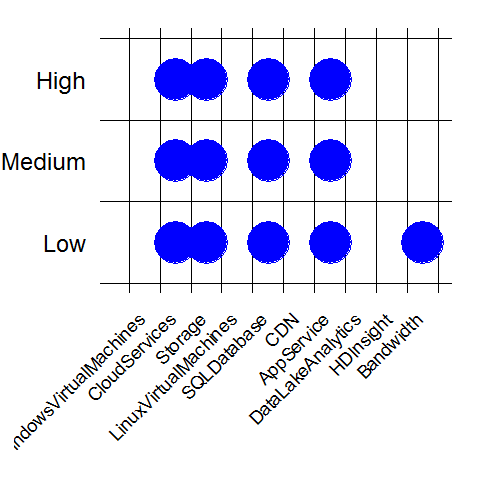 High
Medium
Low
ndowsVirtualMachines
CloudServices
Storage
LinuxVirtualMachines
SQLDatabase
CDN
AppService
DataLakeAnalytics
HDInsight
Bandwidth